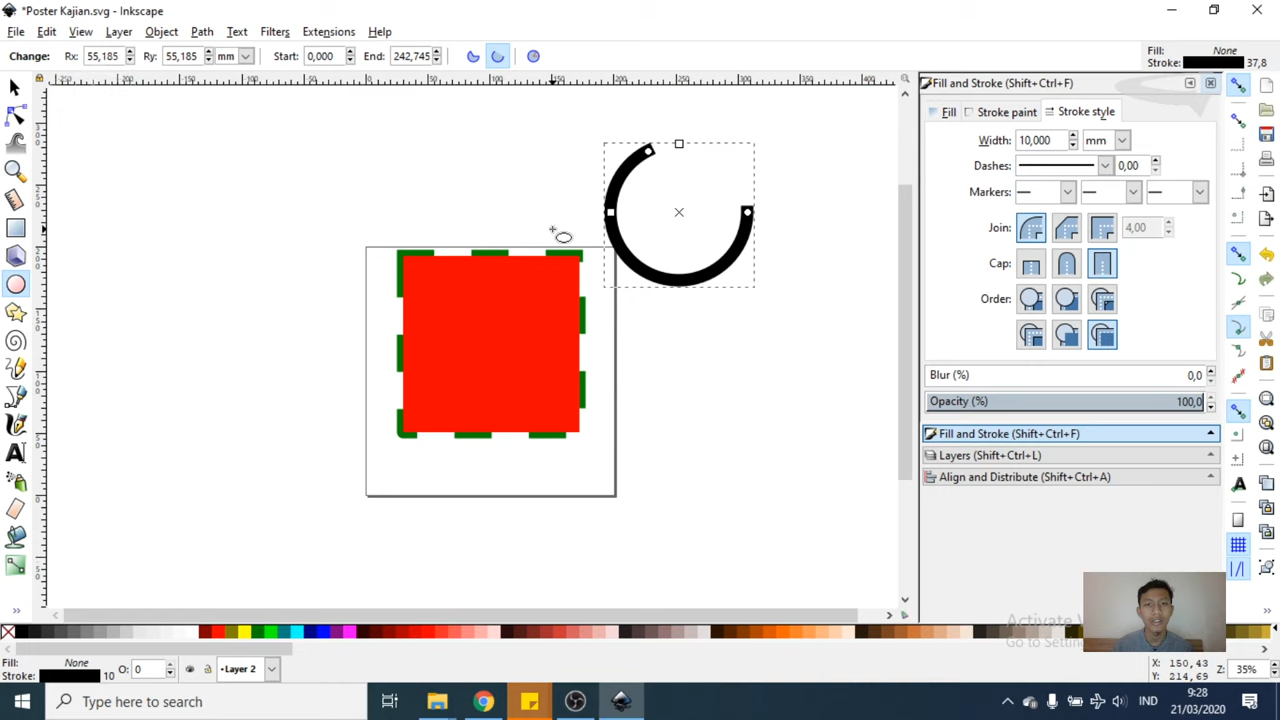 *Poster Kajian.svg - Inkscape
File Edit View Layer Object Path Text Filters Extensions Help
Change: Rx: 55,185 Ry: 55,185 mm Start: 0,000 End: 242,745
Fill: None
Stroke: 37,8
Fill and Stroke (Shift+Ctrl+F)
Fill Stroke paint Stroke style
Width: 10,000 mm
Dashes: 0,00
Markers:
Join: 4,00
Cap:
Order:
Blur (%) 0,0
Opacity (%) 100,0
Fill and Stroke (Shift+Ctrl+F)
Layers (Shift+Ctrl+L)
Align and Distribute (Shift+Ctrl+A)
Activate
Go to Settin
Fill: None
Stroke: 10 O: 0 •Layer 2
X: 150,43
Y: 214,69
Z: 35%
Type here to search
IND
9:28
21/03/2020